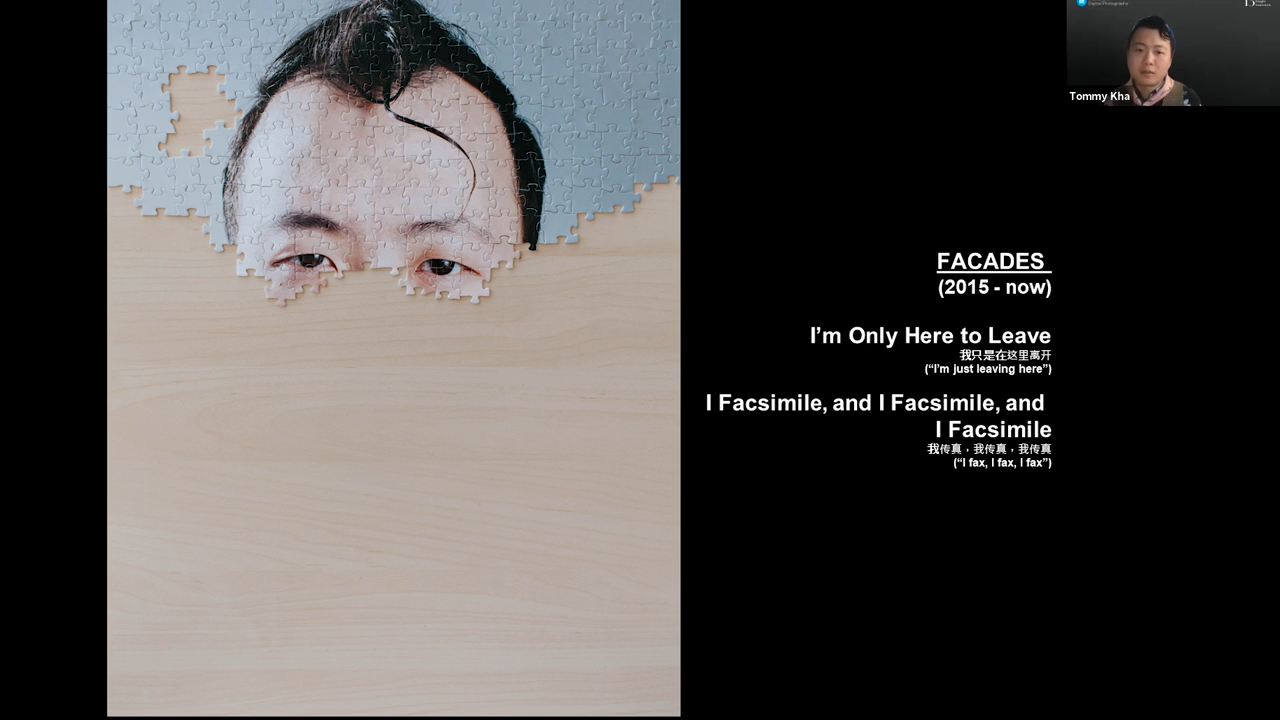 FACADES
(2015 - now)
I'm Only Here to Leave
我只是在这里离开
(“I'm just leaving here”)
I Facsimile, and I Facsimile, and
I Facsimile
我传真，我传真，我传真
(“I fax, I fax, I fax”)
Tommy Kha